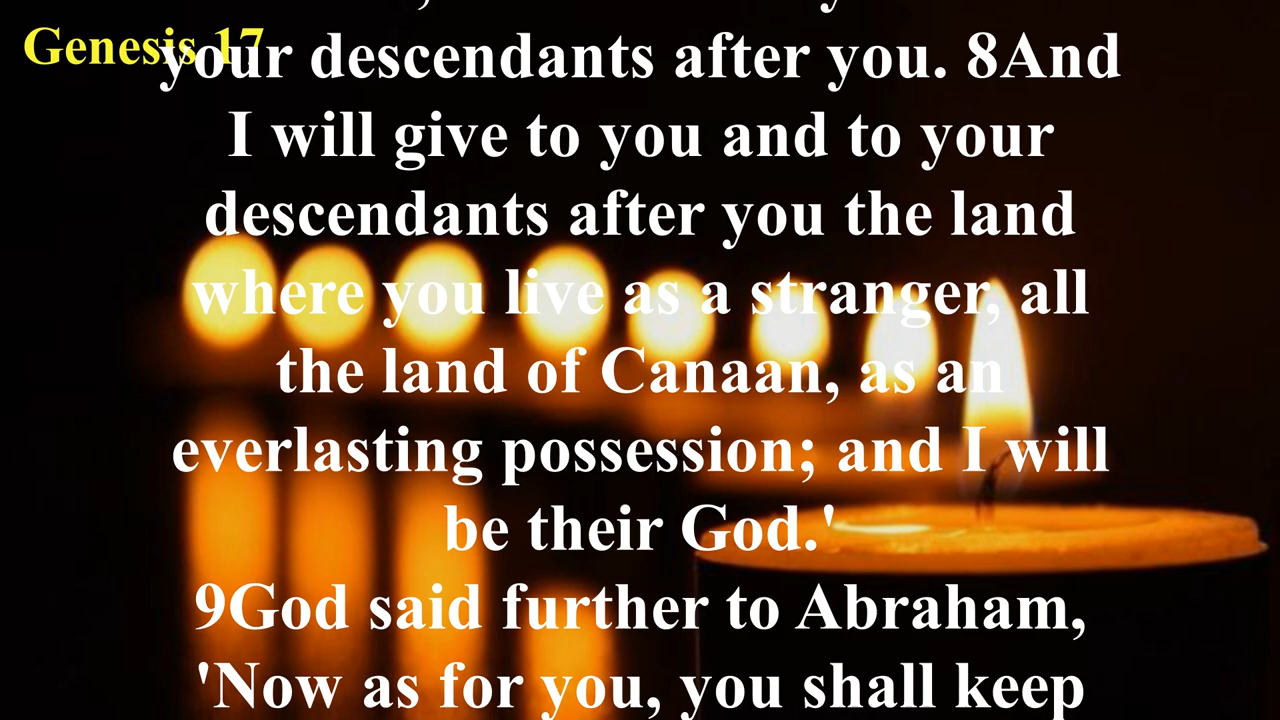 Genesis 17
your descendants after you. 8And
I will give to you and to your
descendants after you the land
where you live as a stranger, all
the land of Canaan, as an
everlasting possession; and I will
be their God.'
9God said further to Abraham,
'Now as for you, you shall keep